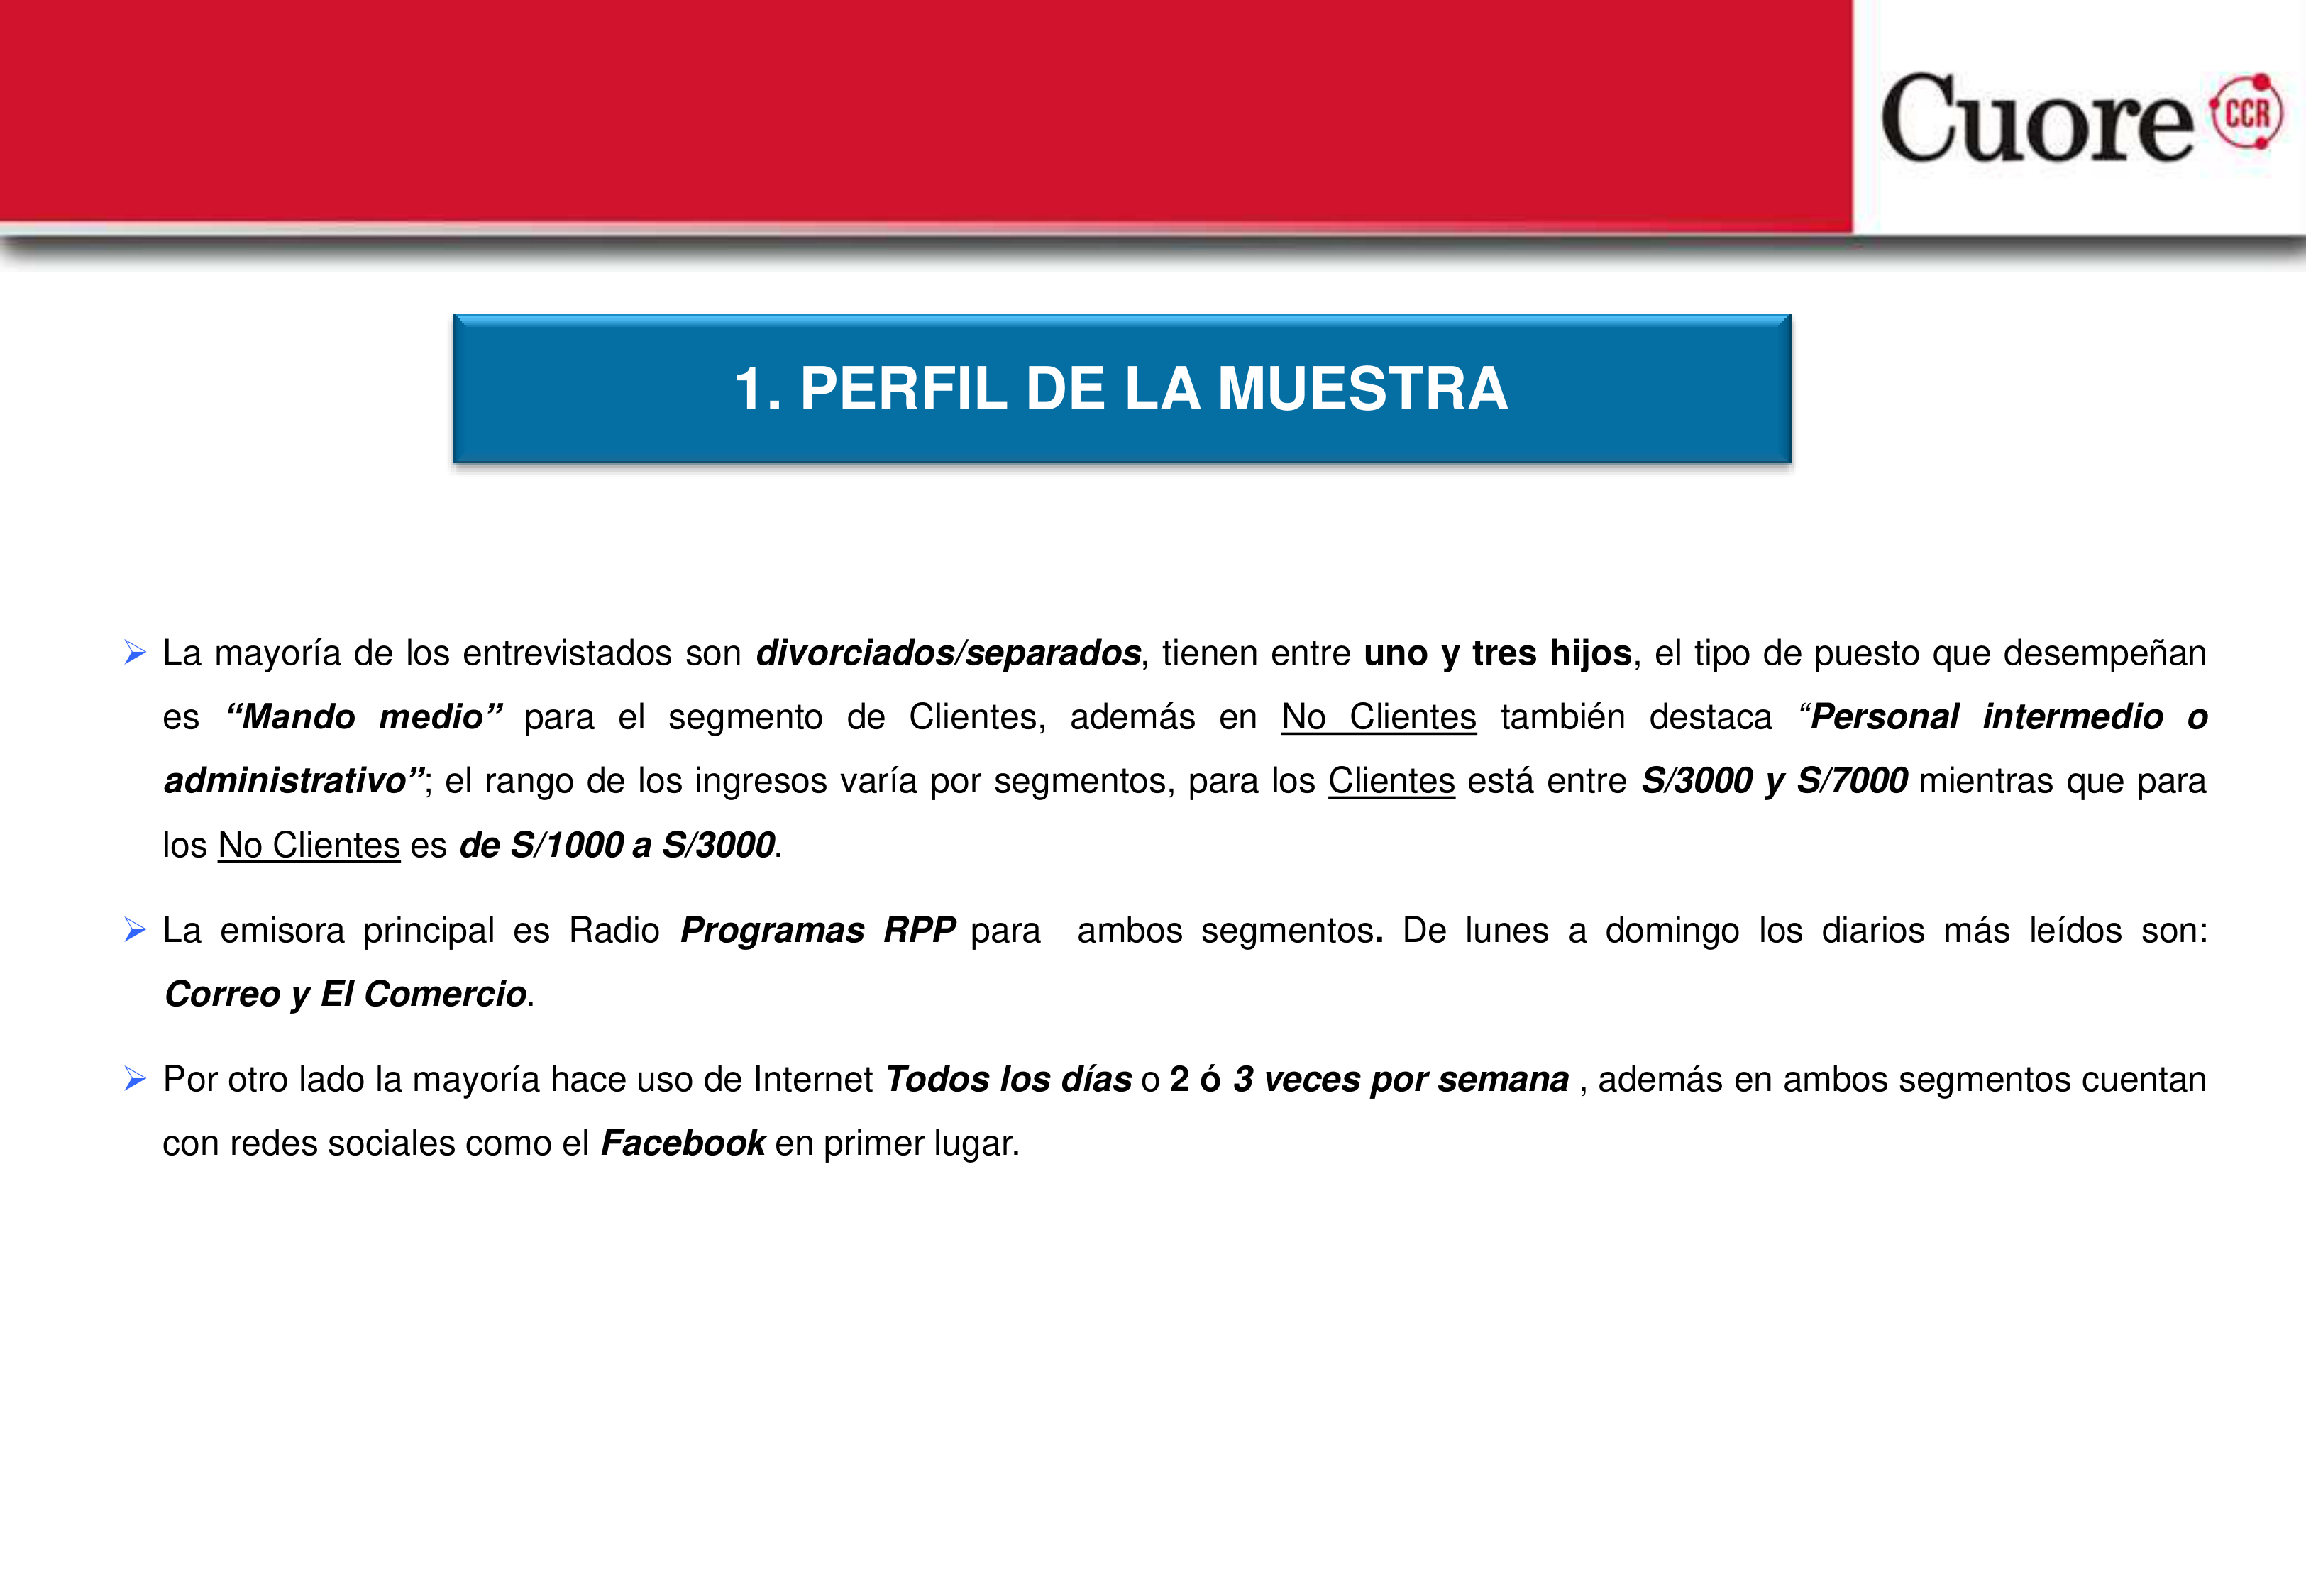 Cuore CCR
1. PERFIL DE LA MUESTRA
La mayoría de los entrevistados son divorciados/separados, tienen entre uno y tres hijos, el tipo de puesto que desempeñan
es “Mando medio” para el segmento de Clientes, además en No Clientes también destaca “Personal intermedio o
administrativo”; el rango de los ingresos varía por segmentos, para los Clientes está entre S/3000 y S/7000 mientras que para
los No Clientes es de S/1000 a S/3000.
La emisora principal es Radio Programas RPP para ambos segmentos. De lunes a domingo los diarios más leídos son:
Correo y El Comercio.
Por otro lado la mayoría hace uso de Internet Todos los días o 2 ó 3 veces por semana , además en ambos segmentos cuentan
con redes sociales como el Facebook en primer lugar.